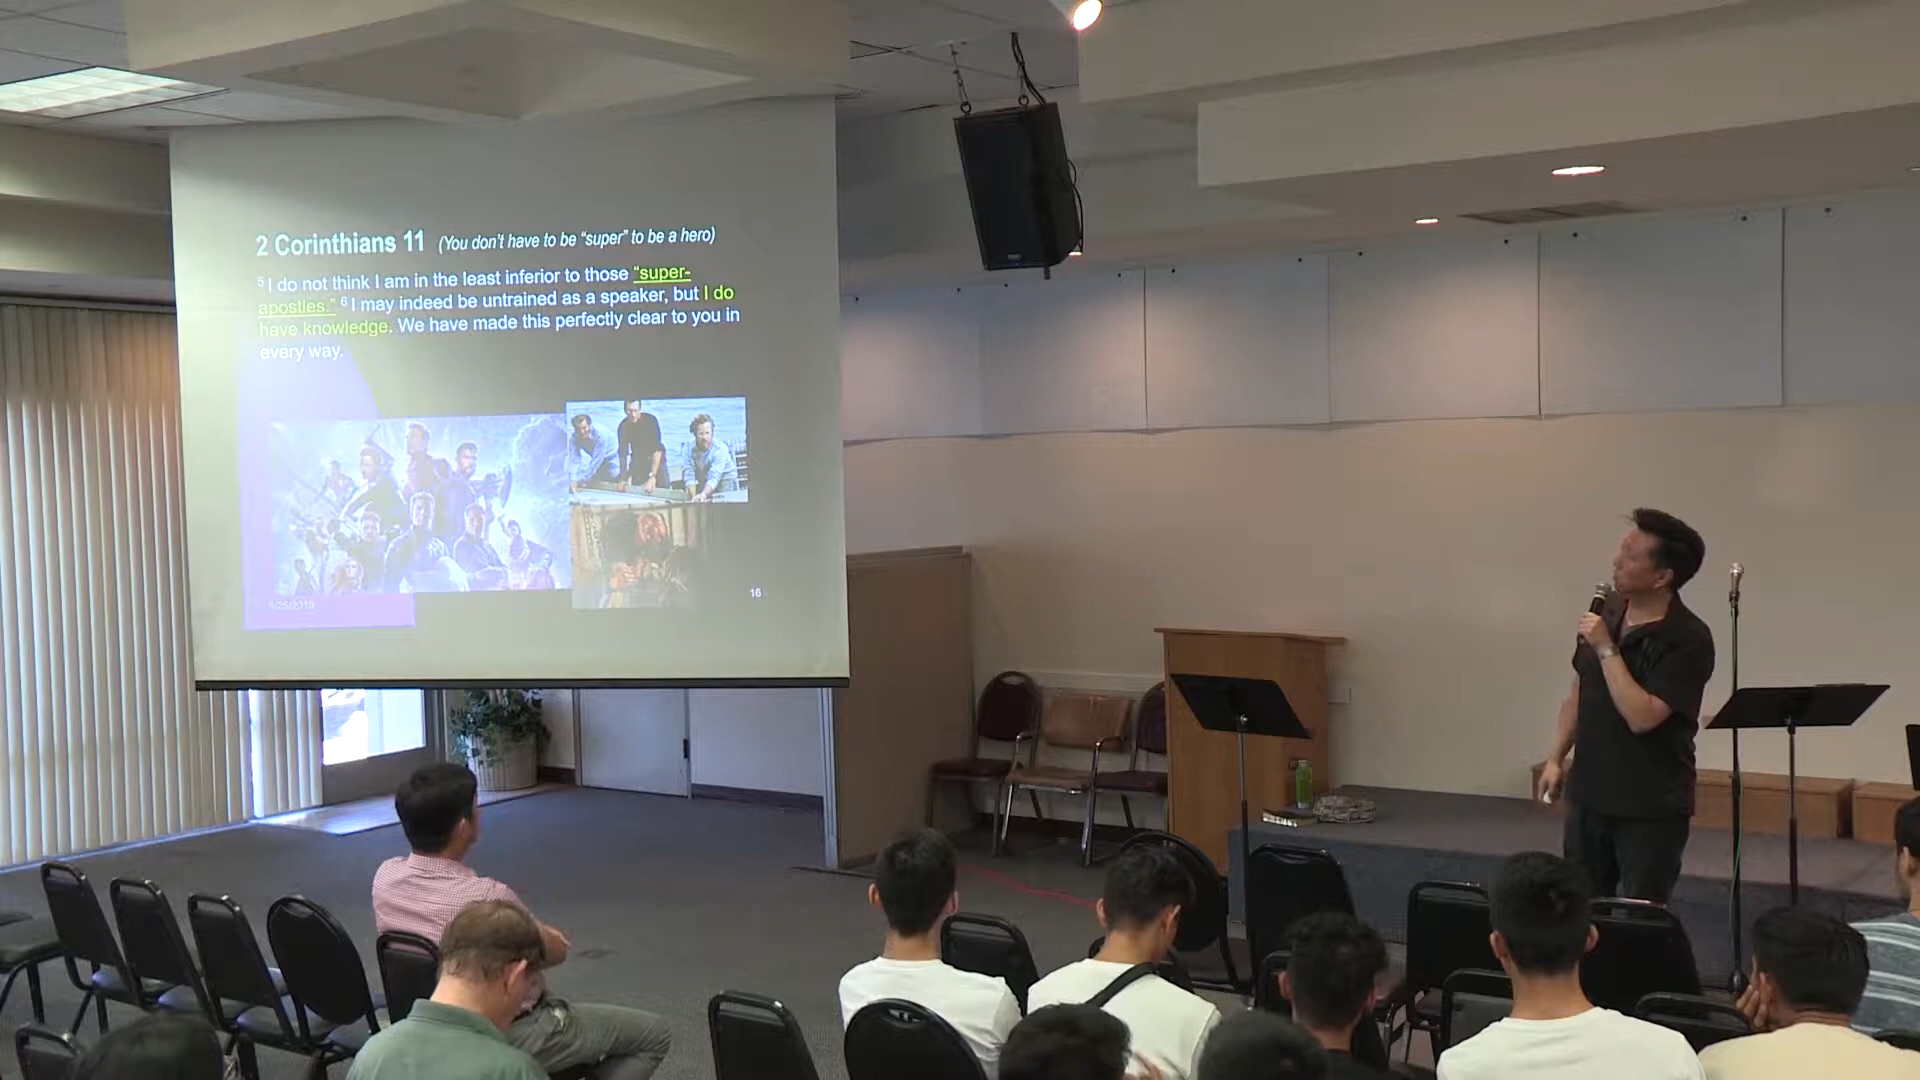 2 Corinthians 11 (You don't have to be "super" to be a hero)
5 I do not think I am in the least inferior to those "super-
apostles." 6 I may indeed be untrained as a speaker, but I do
have knowledge. We have made this perfectly clear to you in
every way.
16